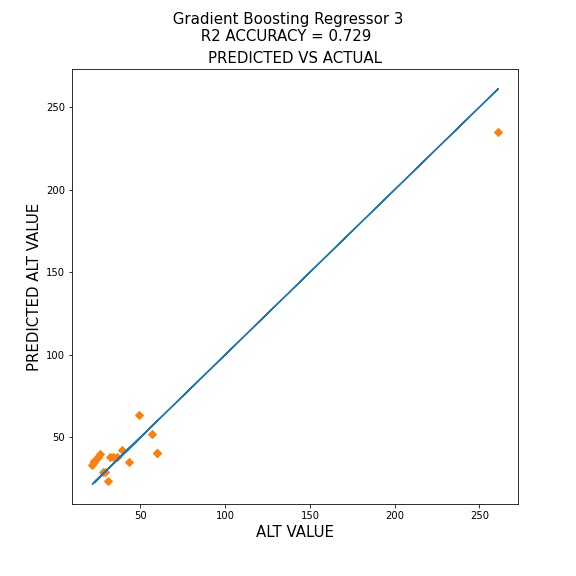 Gradient Boosting Regressor 3
R2 ACCURACY = 0.729
PREDICTED VS ACTUAL
250
200
150
100
50
PREDICTED ALT VALUE
50 100 150 200 250
ALT VALUE